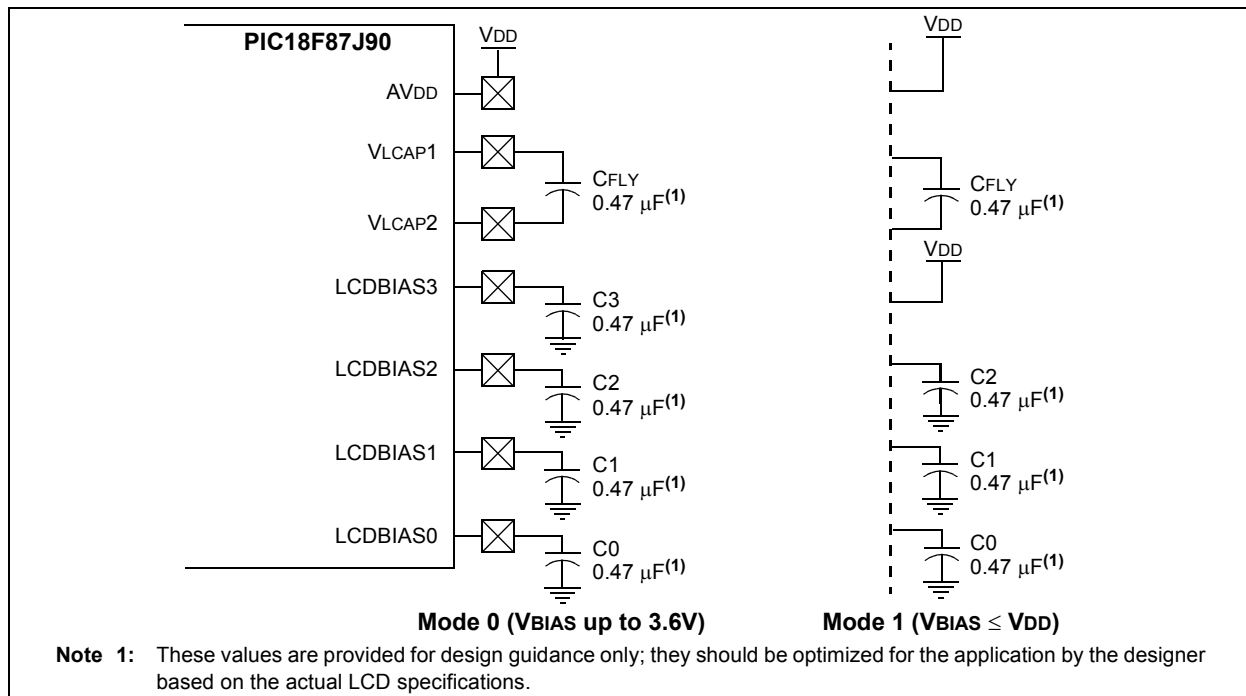 PIC18F87J90
VDD
AVDD
VLCAP1
CFLY
0.47 μF(1)
VLCAP2
LCDBIAS3
C3
0.47 μF(1)
LCDBIAS2
C2
0.47 μF(1)
LCDBIAS1
C1
0.47 μF(1)
LCDBIAS0
C0
0.47 μF(1)
Mode 0 (VBIAS up to 3.6V)
VDD
CFLY
0.47 μF(1)
VDD
C2
0.47 μF(1)
C1
0.47 μF(1)
C0
0.47 μF(1)
Mode 1 (VBIAS ≤ VDD)
Note 1: These values are provided for design guidance only; they should be optimized for the application by the designer
based on the actual LCD specifications.